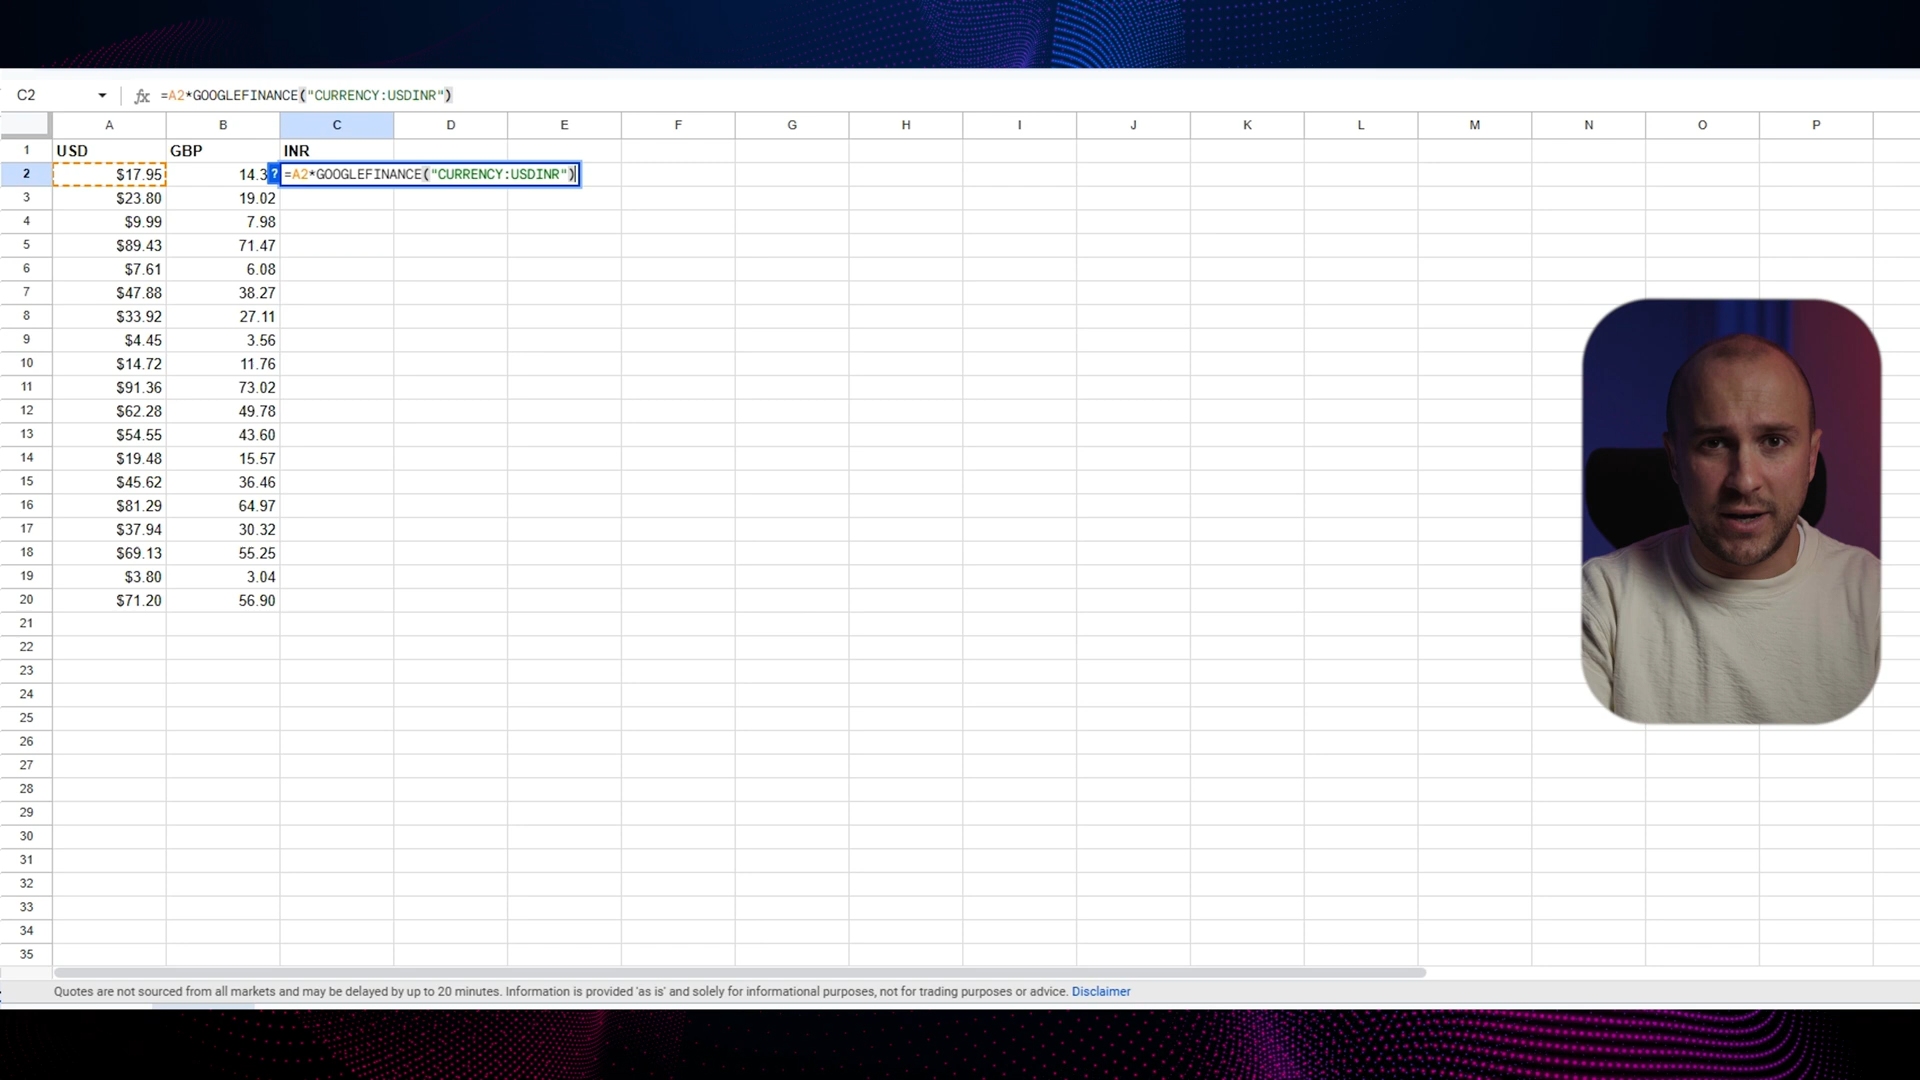 C2 fx =A2*GOOGLEFINANCE("CURRENCY:USDINR")
A B C D E F G H I J K L M N O P
1 USD GBP INR
2 $17.95 14.3 ? =A2*GOOGLEFINANCE("CURRENCY:USDINR")
3 $23.80 19.02
4 $9.99 7.98
5 $89.43 71.47
6 $7.61 6.08
7 $47.88 38.27
8 $33.92 27.11
9 $4.45 3.56
10 $14.72 11.76
11 $91.36 73.02
12 $62.28 49.78
13 $54.55 43.60
14 $19.48 15.57
15 $45.62 36.46
16 $81.29 64.97
17 $37.94 30.32
18 $69.13 55.25
19 $3.80 3.04
20 $71.20 56.90
21
22
23
24
25
26
27
28
29
30
31
32
33
34
35
Quotes are not sourced from all markets and may be delayed by up to 20 minutes. Information is provided 'as is' and solely for informational purposes, not for trading purposes or advice. Disclaimer